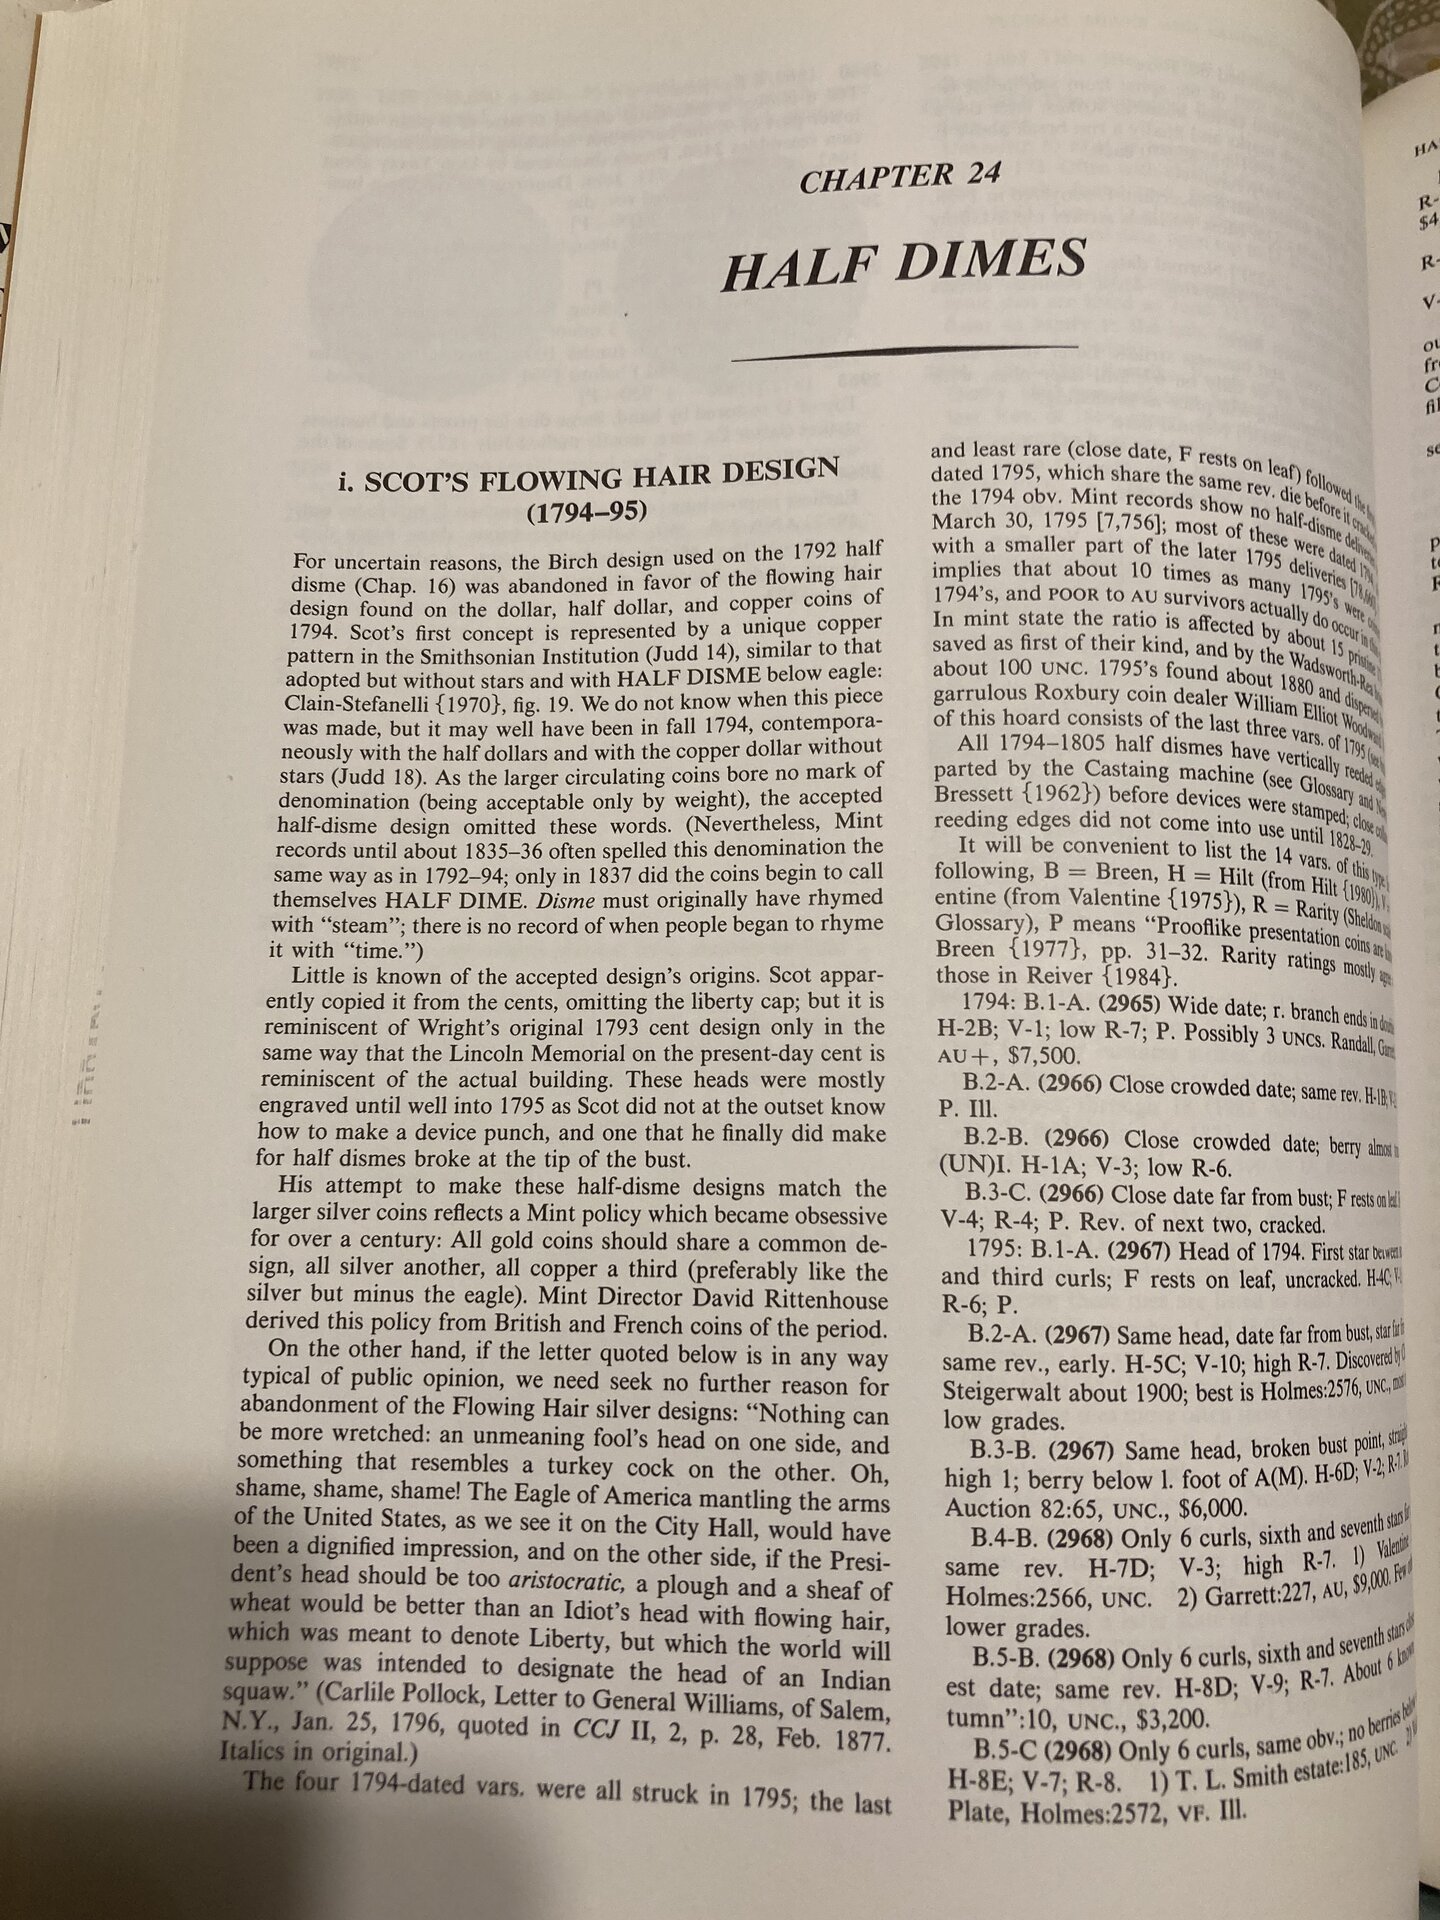 CHAPTER 24
HALF DIMES
i. SCOT'S FLOWING HAIR DESIGN
(1794–95)
For uncertain reasons, the Birch design used on the 1792 half
disme (Chap. 16) was abandoned in favor of the flowing hair
design found on the dollar, half dollar, and copper coins of
1794. Scot's first concept is represented by a unique copper
pattern in the Smithsonian Institution (Judd 14), similar to that
adopted but without stars and with HALF DISME below eagle:
Clain-Stefanelli {1970}, fig. 19. We do not know when this piece
was made, but it may well have been in fall 1794, contempora-
neously with the half dollars and with the copper dollar without
stars (Judd 18). As the larger circulating coins bore no mark of
denomination (being acceptable only by weight), the accepted
half-disme design omitted these words. (Nevertheless, Mint
records until about 1835–36 often spelled this denomination the
same way as in 1792–94; only in 1837 did the coins begin to call
themselves HALF DIME. Disme must originally have rhymed
with “steam”; there is no record of when people began to rhyme
it with “time.”)
Little is known of the accepted design's origins. Scot appar-
ently copied it from the cents, omitting the liberty cap; but it is
reminiscent of Wright's original 1793 cent design only in the
same way that the Lincoln Memorial on the present-day cent is
reminiscent of the actual building. These heads were mostly
engraved until well into 1795 as Scot did not at the outset know
how to make a device punch, and one that he finally did make
for half dismes broke at the tip of the bust.
His attempt to make these half-disme designs match the
larger silver coins reflects a Mint policy which became obsessive
for over a century: All gold coins should share a common de-
sign, all silver another, all copper a third (preferably like the
silver but minus the eagle). Mint Director David Rittenhouse
derived this policy from British and French coins of the period.
On the other hand, if the letter quoted below is in any way
typical of public opinion, we need seek no further reason for
abandonment of the Flowing Hair silver designs: “Nothing can
be more wretched: an unmeaning fool's head on one side, and
something that resembles a turkey cock on the other. Oh,
shame, shame, shame! The Eagle of America mantling the arms
of the United States, as we see it on the City Hall, would have
been a dignified impression, and on the other side, if the Presi-
dent's head should be too aristocratic, a plough and a sheaf of
wheat would be better than an Idiot's head with flowing hair,
which was meant to denote Liberty, but which the world will
suppose was intended to designate the head of an Indian
squaw.” (Carlile Pollock, Letter to General Williams, of Salem,
N.Y., Jan. 25, 1796, quoted in CCJ II, 2, p. 28, Feb. 1877.
Italics in original.)
The four 1794-dated vars. were all struck in 1795; the last
and least rare (close date, F rests on leaf) followed the
dated 1795, which share the same rev. die before it cracked
the 1794 obv. Mint records show no half-disme
March 30, 1795 [7,756]; most of these were dated 1794,
with a smaller part of the later 1795 deliveries
implies that about 10 times as many 1795's were
1794's, and POOR to AU survivors actually do occur in
In mint state the ratio is affected by about 15 pristine
saved as first of their kind, and by the Wadsworth-Rea
about 100 UNC. 1795's found about 1880 and dispersed
garrulous Roxbury coin dealer William Elliot Woodward
of this hoard consists of the last three vars. of 1795
All 1794–1805 half dismes have vertically reeded
parted by the Castaing machine (see Glossary and
Bressett {1962}) before devices were stamped; close
reeding edges did not come into use until 1828–29.
It will be convenient to list the 14 vars. of this type
following, B = Breen, H = Hilt (from Hilt {1980}),
entine (from Valentine {1975}), R = Rarity (Sheldon
Glossary), P means “Prooflike presentation coins are
Breen {1977}, pp. 31–32. Rarity ratings mostly
those in Reiver {1984}.
1794: B.1-A. (2965) Wide date; r. branch ends in
H-2B; V-1; low R-7; P. Possibly 3 UNCS. Randall,
AU+, $7,500.
B.2-A. (2966) Close crowded date; same rev. H-1B;
P. Ill.
B.2-B. (2966) Close crowded date; berry almost
(UN)I. H-1A; V-3; low R-6.
B.3-C. (2966) Close date far from bust; F rests on
V-4; R-4; P. Rev. of next two, cracked.
1795: B.1-A. (2967) Head of 1794. First star between
and third curls; F rests on leaf, uncracked. H-4C;
R-6; P.
B.2-A. (2967) Same head, date far from bust, star
same rev., early. H-5C; V-10; high R-7. Discovered by
Steigerwalt about 1900; best is Holmes:2576, UNC.,
low grades.
B.3-B. (2967) Same head, broken bust point,
high 1; berry below l. foot of A(M). H-6D; V-2; R-7.
Auction 82:65, UNC., $6,000.
B.4-B. (2968) Only 6 curls, sixth and seventh stars
same rev. H-7D; V-3; high R-7. 1) Valentine
Holmes:2566, UNC. 2) Garrett:227, AU, $9,000. Few
lower grades.
B.5-B. (2968) Only 6 curls, sixth and seventh stars
est date; same rev. H-8D; V-9; R-7. About 6
tumn”:10, UNC., $3,200.
B.5-C (2968) Only 6 curls, same obv.; no berries
H-8E; V-7; R-8. 1) T. L. Smith estate:185, UNC.
Plate, Holmes:2572, VF. Ill.